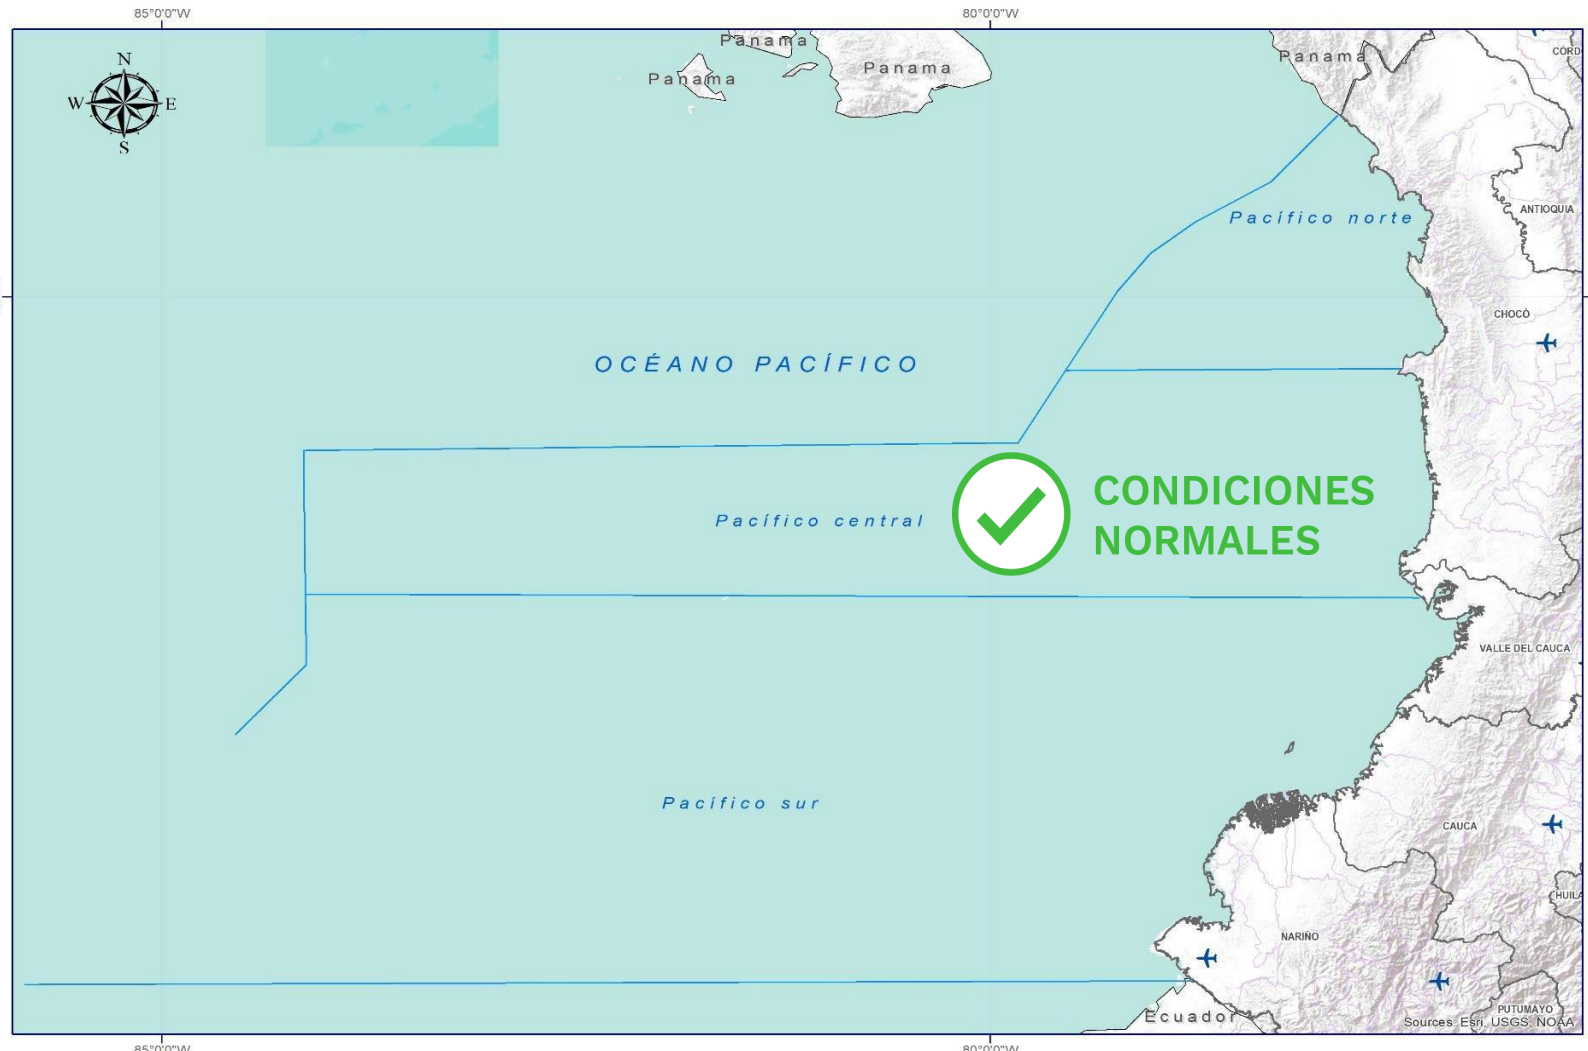 85°0'0"W
80°0'0"W
N
W
E
S
Panama
Panama
Panama
Panama
CÓRD
ANTIOQUIA
Pacífico norte
CHOCÓ
OCÉANO PACÍFICO
CONDICIONES
NORMALES
Pacífico central
VALLE DEL CAUCA
Pacífico sur
CAUCA
HUILA
NARIÑO
PUTUMAYO
Ecuador
Sources: Esri, USGS, NOAA
85°0'0"W
80°0'0"W